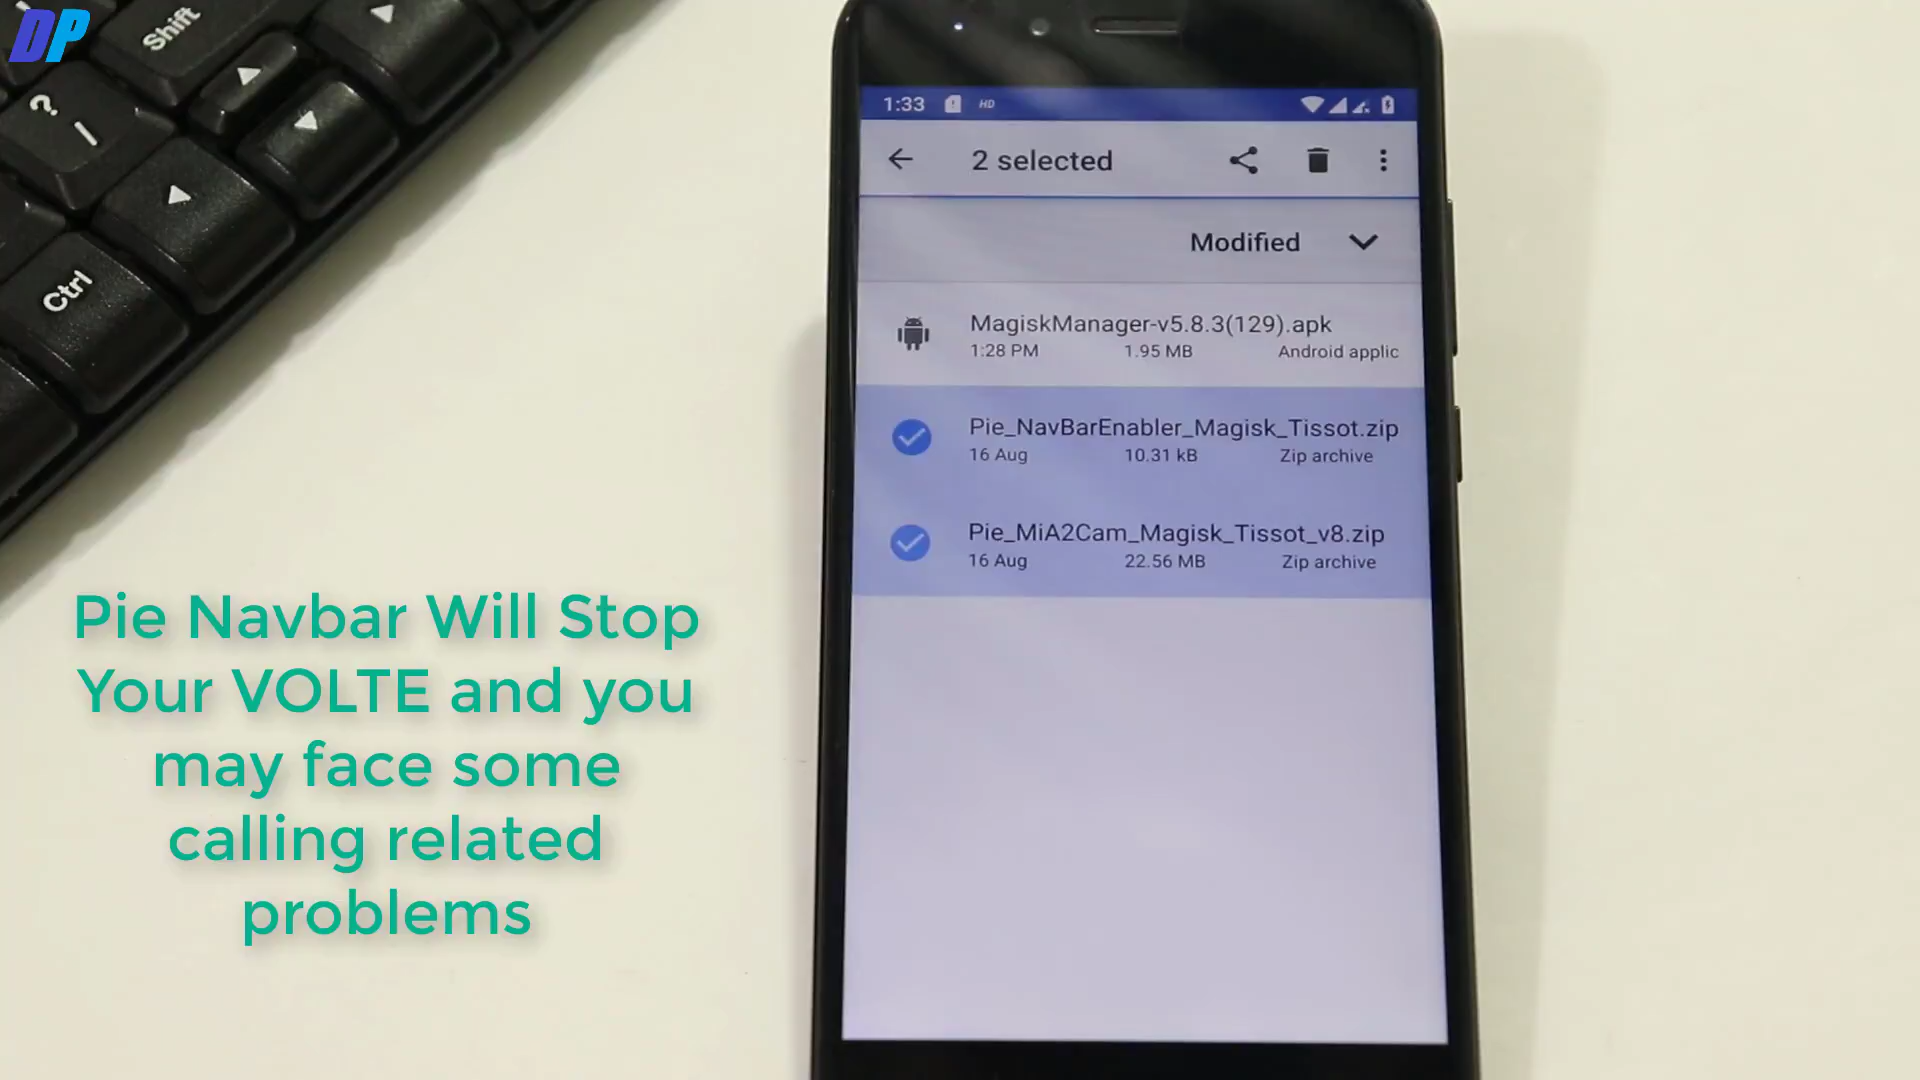 DP
Shift
?
/
Ctrl
1:33 HD
2 selected
Modified
MagiskManager-v5.8.3(129).apk
1:28 PM 1.95 MB Android applic
Pie_NavBarEnabler_Magisk_Tissot.zip
16 Aug 10.31 kB Zip archive
Pie_MiA2Cam_Magisk_Tissot_v8.zip
16 Aug 22.56 MB Zip archive
Pie Navbar Will Stop
Your VOLTE and you
may face some
calling related
problems